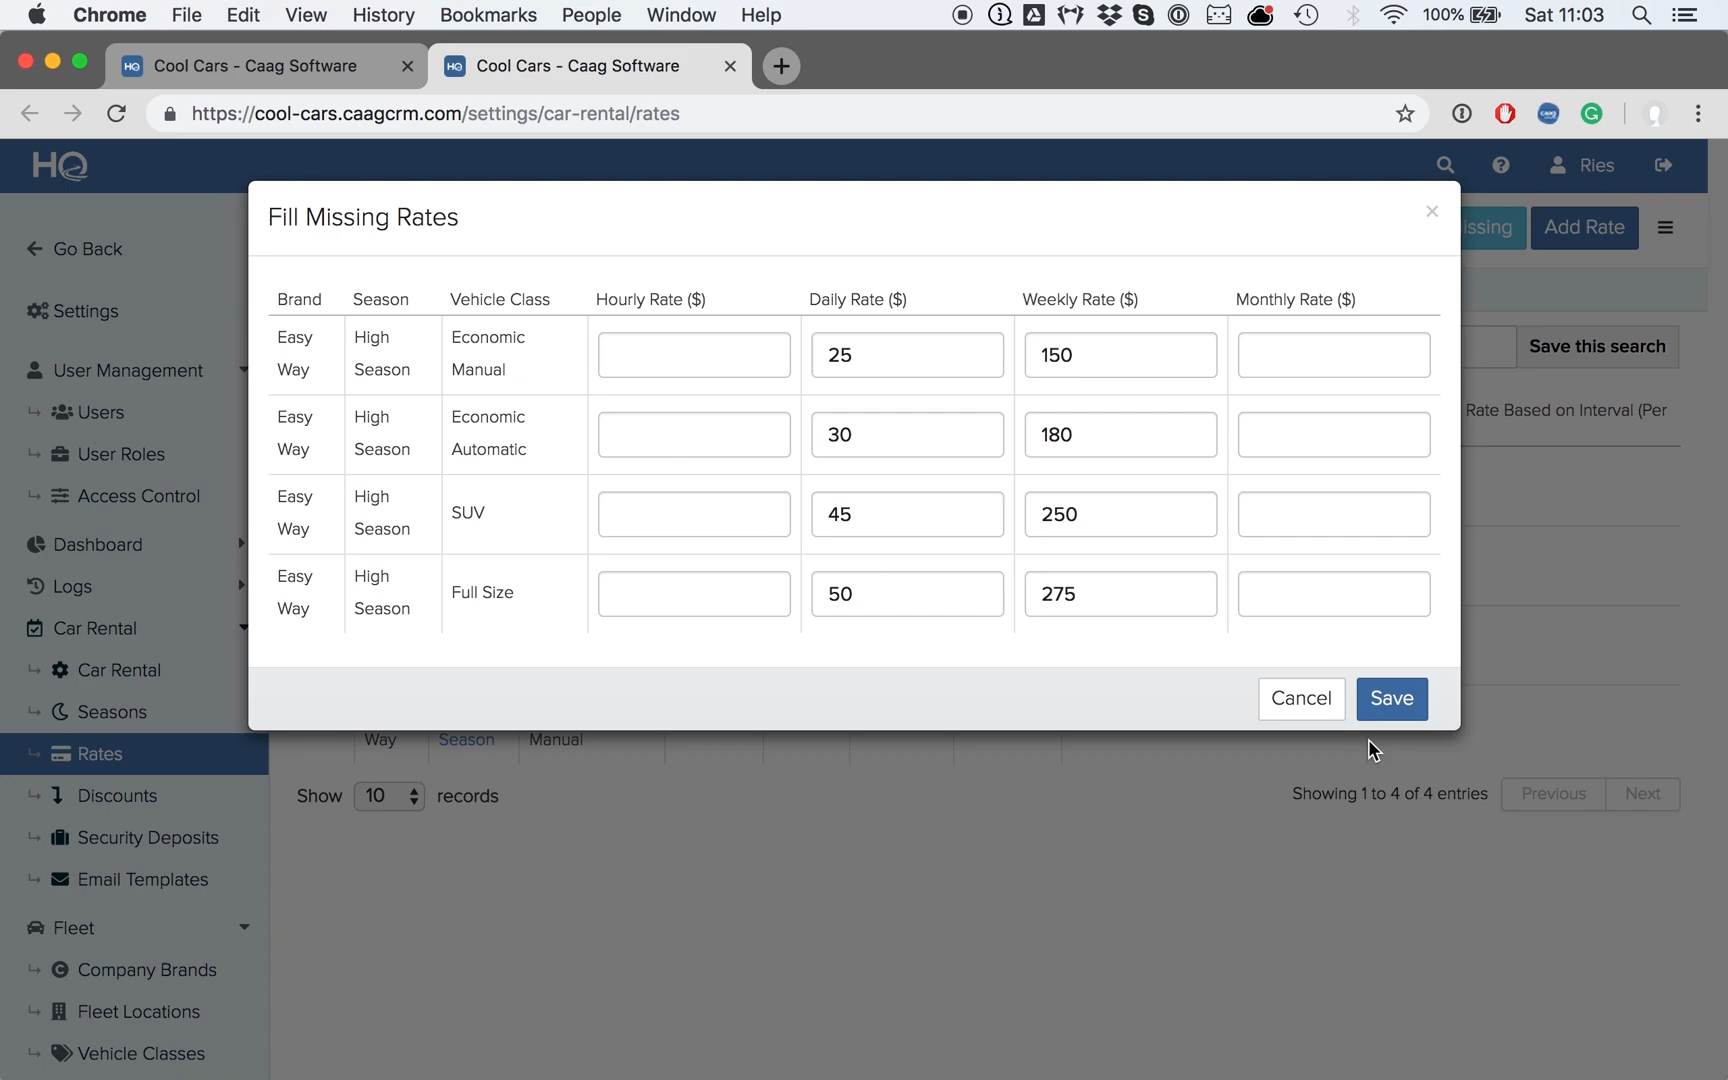 Chrome File Edit View History Bookmarks People Window Help 100% Sat 11:03
Cool Cars - Caag Software Cool Cars - Caag Software
https://cool-cars.caagcrm.com/settings/car-rental/rates
HQ Ries
Go Back
Settings
User Management
Users
User Roles
Access Control
Dashboard
Logs
Car Rental
Car Rental
Seasons
Rates
Discounts
Security Deposits
Email Templates
Fleet
Company Brands
Fleet Locations
Vehicle Classes
Fill Missing Rates
issing Add Rate
Save this search
Rate Based on Interval (Per
Brand Season Vehicle Class Hourly Rate ($) Daily Rate ($) Weekly Rate ($) Monthly Rate ($)
Easy Way High Season Economic Manual 25 150
Easy Way High Season Economic Automatic 30 180
Easy Way High Season SUV 45 250
Easy Way High Season Full Size 50 275
Cancel Save
Way Season Manual
Show 10 records Showing 1 to 4 of 4 entries Previous Next